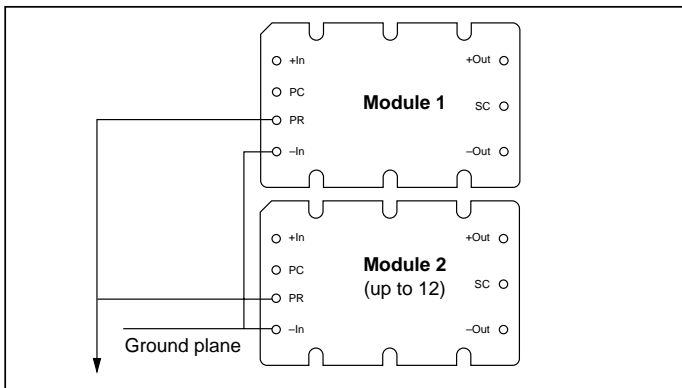 +In
+Out
PC
Module 1
SC
PR
–In
–Out
+In
+Out
PC
Module 2
(up to 12)
SC
PR
–In
–Out
Ground plane